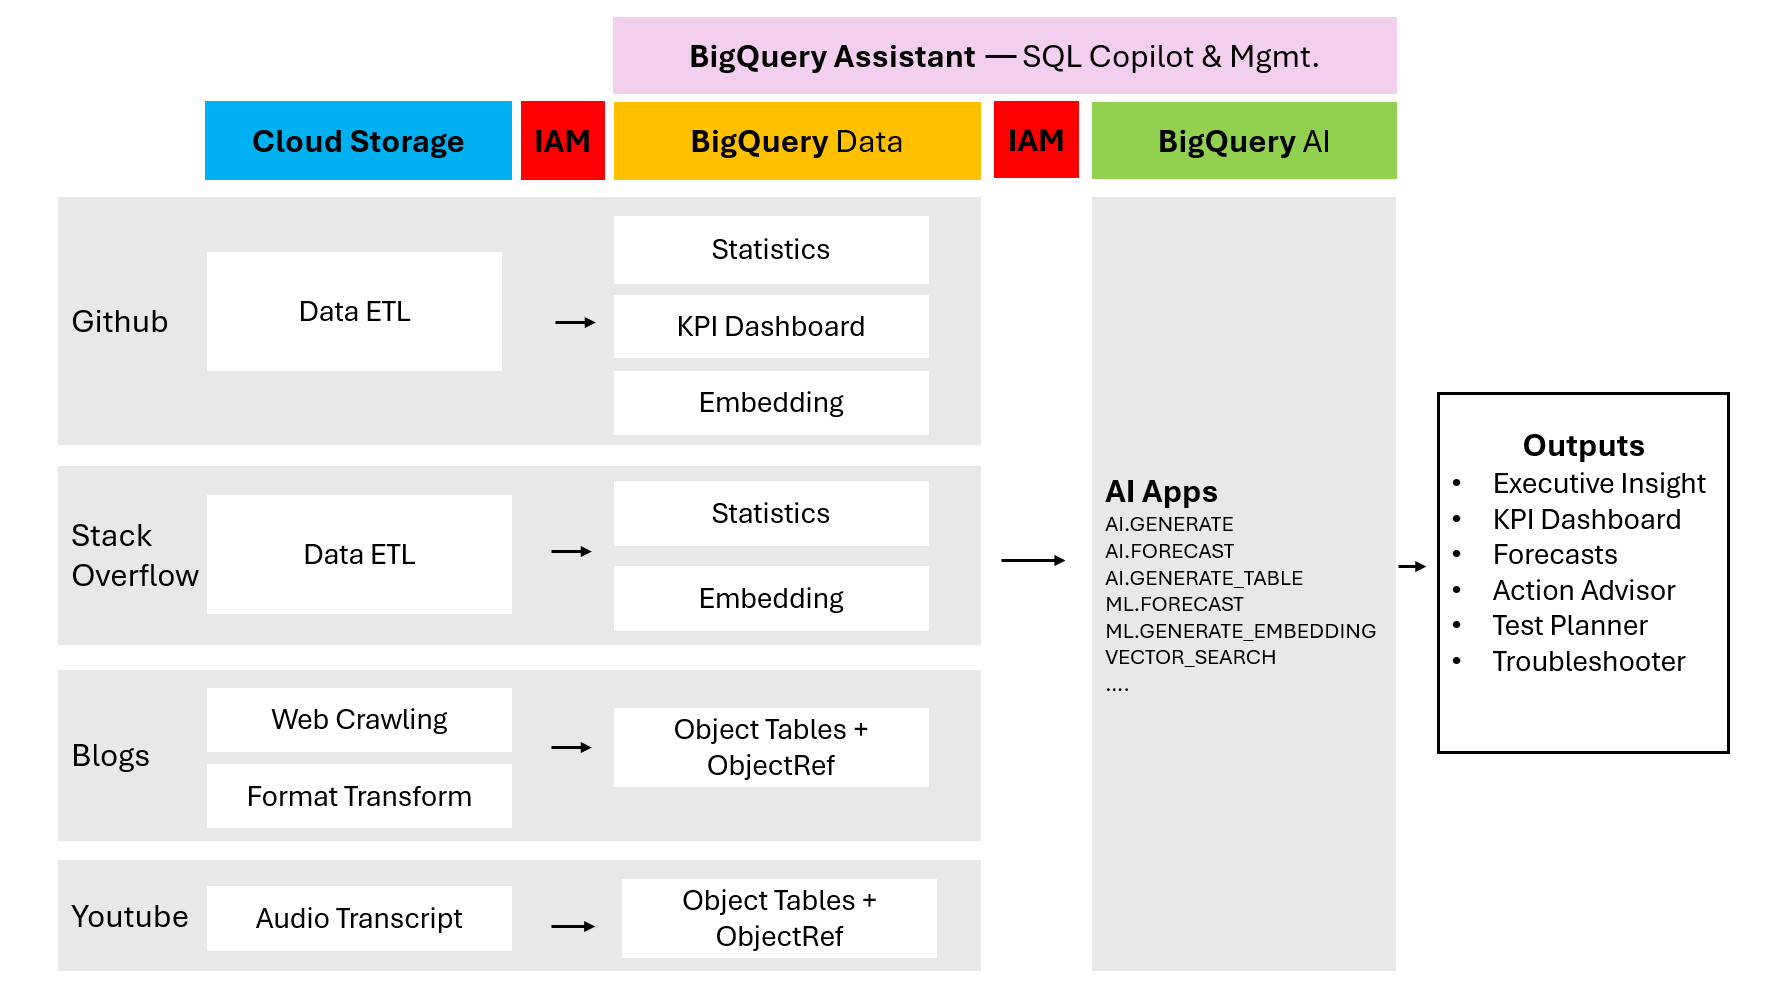 BigQuery Assistant — SQL Copilot & Mgmt.
Cloud Storage
IAM
BigQuery Data
IAM
BigQuery AI
Github
Data ETL
Statistics
KPI Dashboard
Embedding
Stack
Overflow
Data ETL
Statistics
Embedding
Blogs
Web Crawling
Format Transform
Object Tables +
ObjectRef
Youtube
Audio Transcript
Object Tables +
ObjectRef
AI Apps
AI.GENERATE
AI.FORECAST
AI.GENERATE_TABLE
ML.FORECAST
ML.GENERATE_EMBEDDING
VECTOR_SEARCH
....
Outputs
• Executive Insight
• KPI Dashboard
• Forecasts
• Action Advisor
• Test Planner
• Troubleshooter